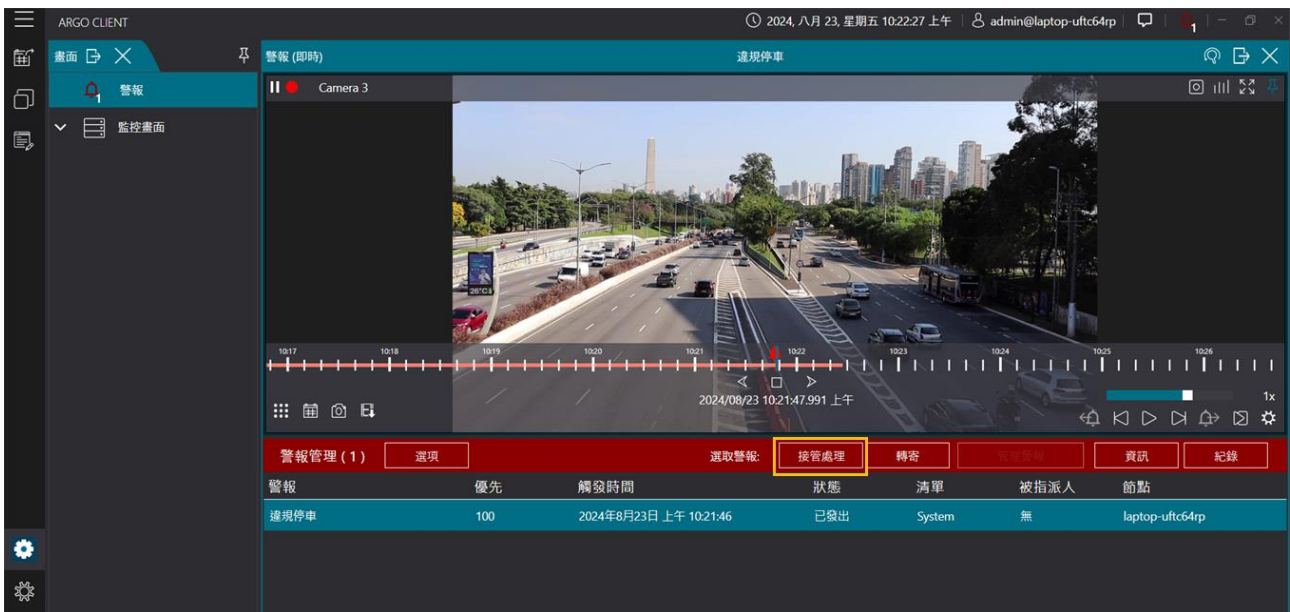 ARGO CLIENT
2024, 八月 23, 星期五 10:22:27 上午
admin@laptop-uftc64rp
1
畫面
警報 (即時)
違規停車
1
警報
監控畫面
Camera 3
26°C
10:17 10:18 10:19 10:20 10:21 10:22 10:23 10:24 10:25 10:26
2024/08/23 10:21:47.991 上午
1x
警報管理 ( 1 )
選項
選取警報:
接管處理
轉寄
管理警報
資訊
紀錄
警報 優先 觸發時間 狀態 清單 被指派人 節點
違規停車 100 2024年8月23日 上午 10:21:46 已發出 System 無 laptop-uftc64rp